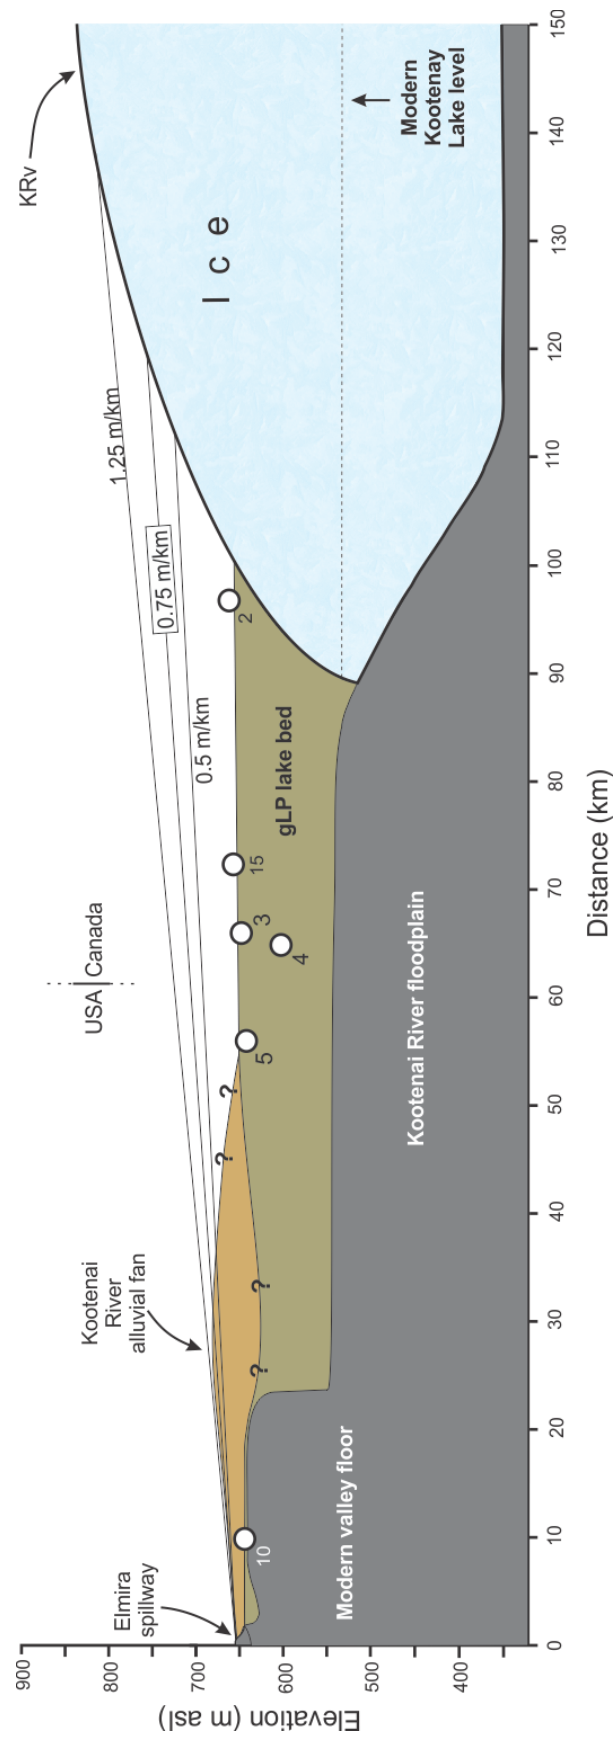 KRv
1.25 m/km
0.75 m/km
0.5 m/km
Ice
Modern
Kootenay
Lake level
USA
Canada
Kootenai
River
alluvial fan
Elmira
spillway
gLP lake bed
?
?
?
?
10
5
4
3
15
2
Modern valley floor
Kootenai River floodplain
Elevation (m asl)
900
800
700
600
500
400
0
10
20
30
40
50
60
70
80
90
100
110
120
130
140
150
Distance (km)